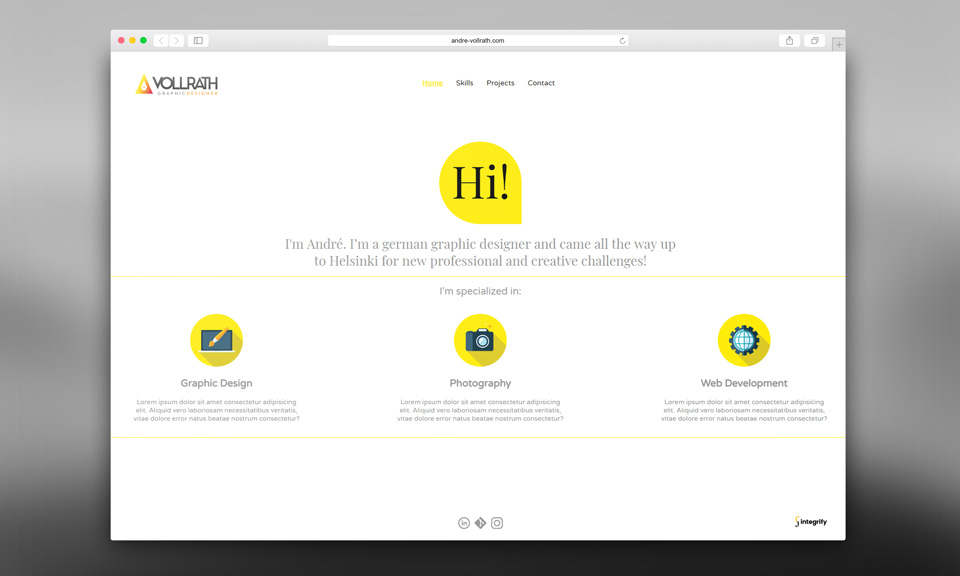 andre-vollrath.com
VOLLRATH
GRAPHICDESIGNER
Home Skills Projects Contact
Hi!
I'm André. I'm a german graphic designer and came all the way up
to Helsinki for new professional and creative challenges!
I'm specialized in:
Graphic Design
Lorem ipsum dolor sit amet consectetur adipisicing
elit. Aliquid vero laboriosam necessitatibus veritatis,
vitae dolore error natus beatae nostrum consectetur?
Photography
Lorem ipsum dolor sit amet consectetur adipisicing
elit. Aliquid vero laboriosam necessitatibus veritatis,
vitae dolore error natus beatae nostrum consectetur?
Web Development
Lorem ipsum dolor sit amet consectetur adipisicing
elit. Aliquid vero laboriosam necessitatibus veritatis,
vitae dolore error natus beatae nostrum consectetur?
in
integrify